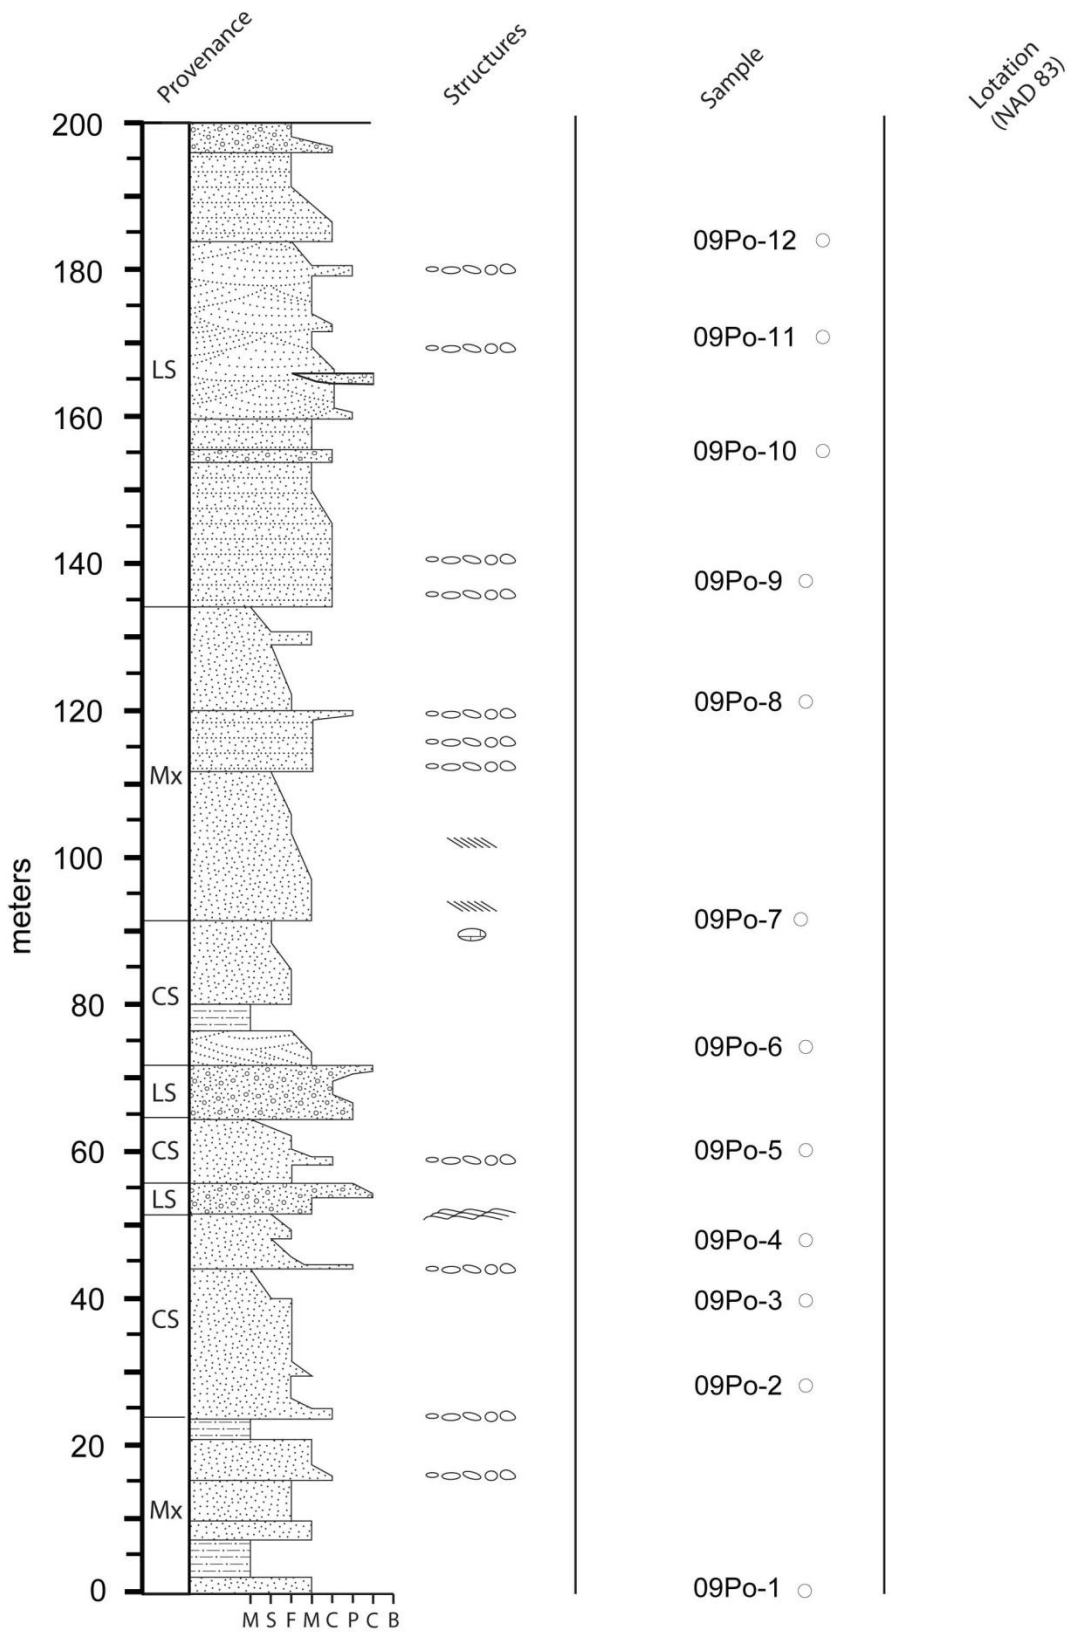 Provenance
Structures
Sample
Lotation
(NAD 83)
200
180
160
140
120
100
80
60
40
20
0
meters
LS
Mx
CS
LS
CS
LS
CS
Mx
09Po-12
09Po-11
09Po-10
09Po-9
09Po-8
09Po-7
09Po-6
09Po-5
09Po-4
09Po-3
09Po-2
09Po-1
M S F M C P C B